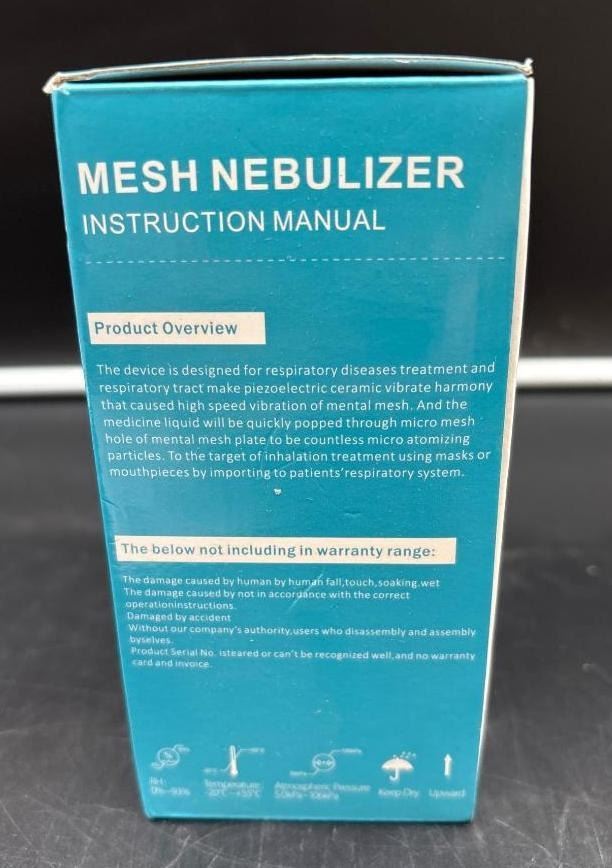 MESH NEBULIZER
INSTRUCTION MANUAL
Product Overview
The device is designed for respiratory diseases treatment and
respiratory tract make piezoelectric ceramic vibrate harmony
that caused high speed vibration of mental mesh. And the
medicine liquid will be quickly popped through micro mesh
hole of mental mesh plate to be countless micro atomizing
particles. To the target of inhalation treatment using masks or
mouthpieces by importing to patients'respiratory system.
The below not including in warranty range:
The damage caused by human by human fall,touch,soaking.wet
The damage caused by not in accordance with the correct
operationinstructions.
Damaged by accident
Without our company's authority,users who disassembly and assembly
byselves.
Product Serial No. isteared or can't be recognized well,and no warranty
card and invoice.
RH:
Temperature
Atmospheric Pressure
Keep Dry
Upward